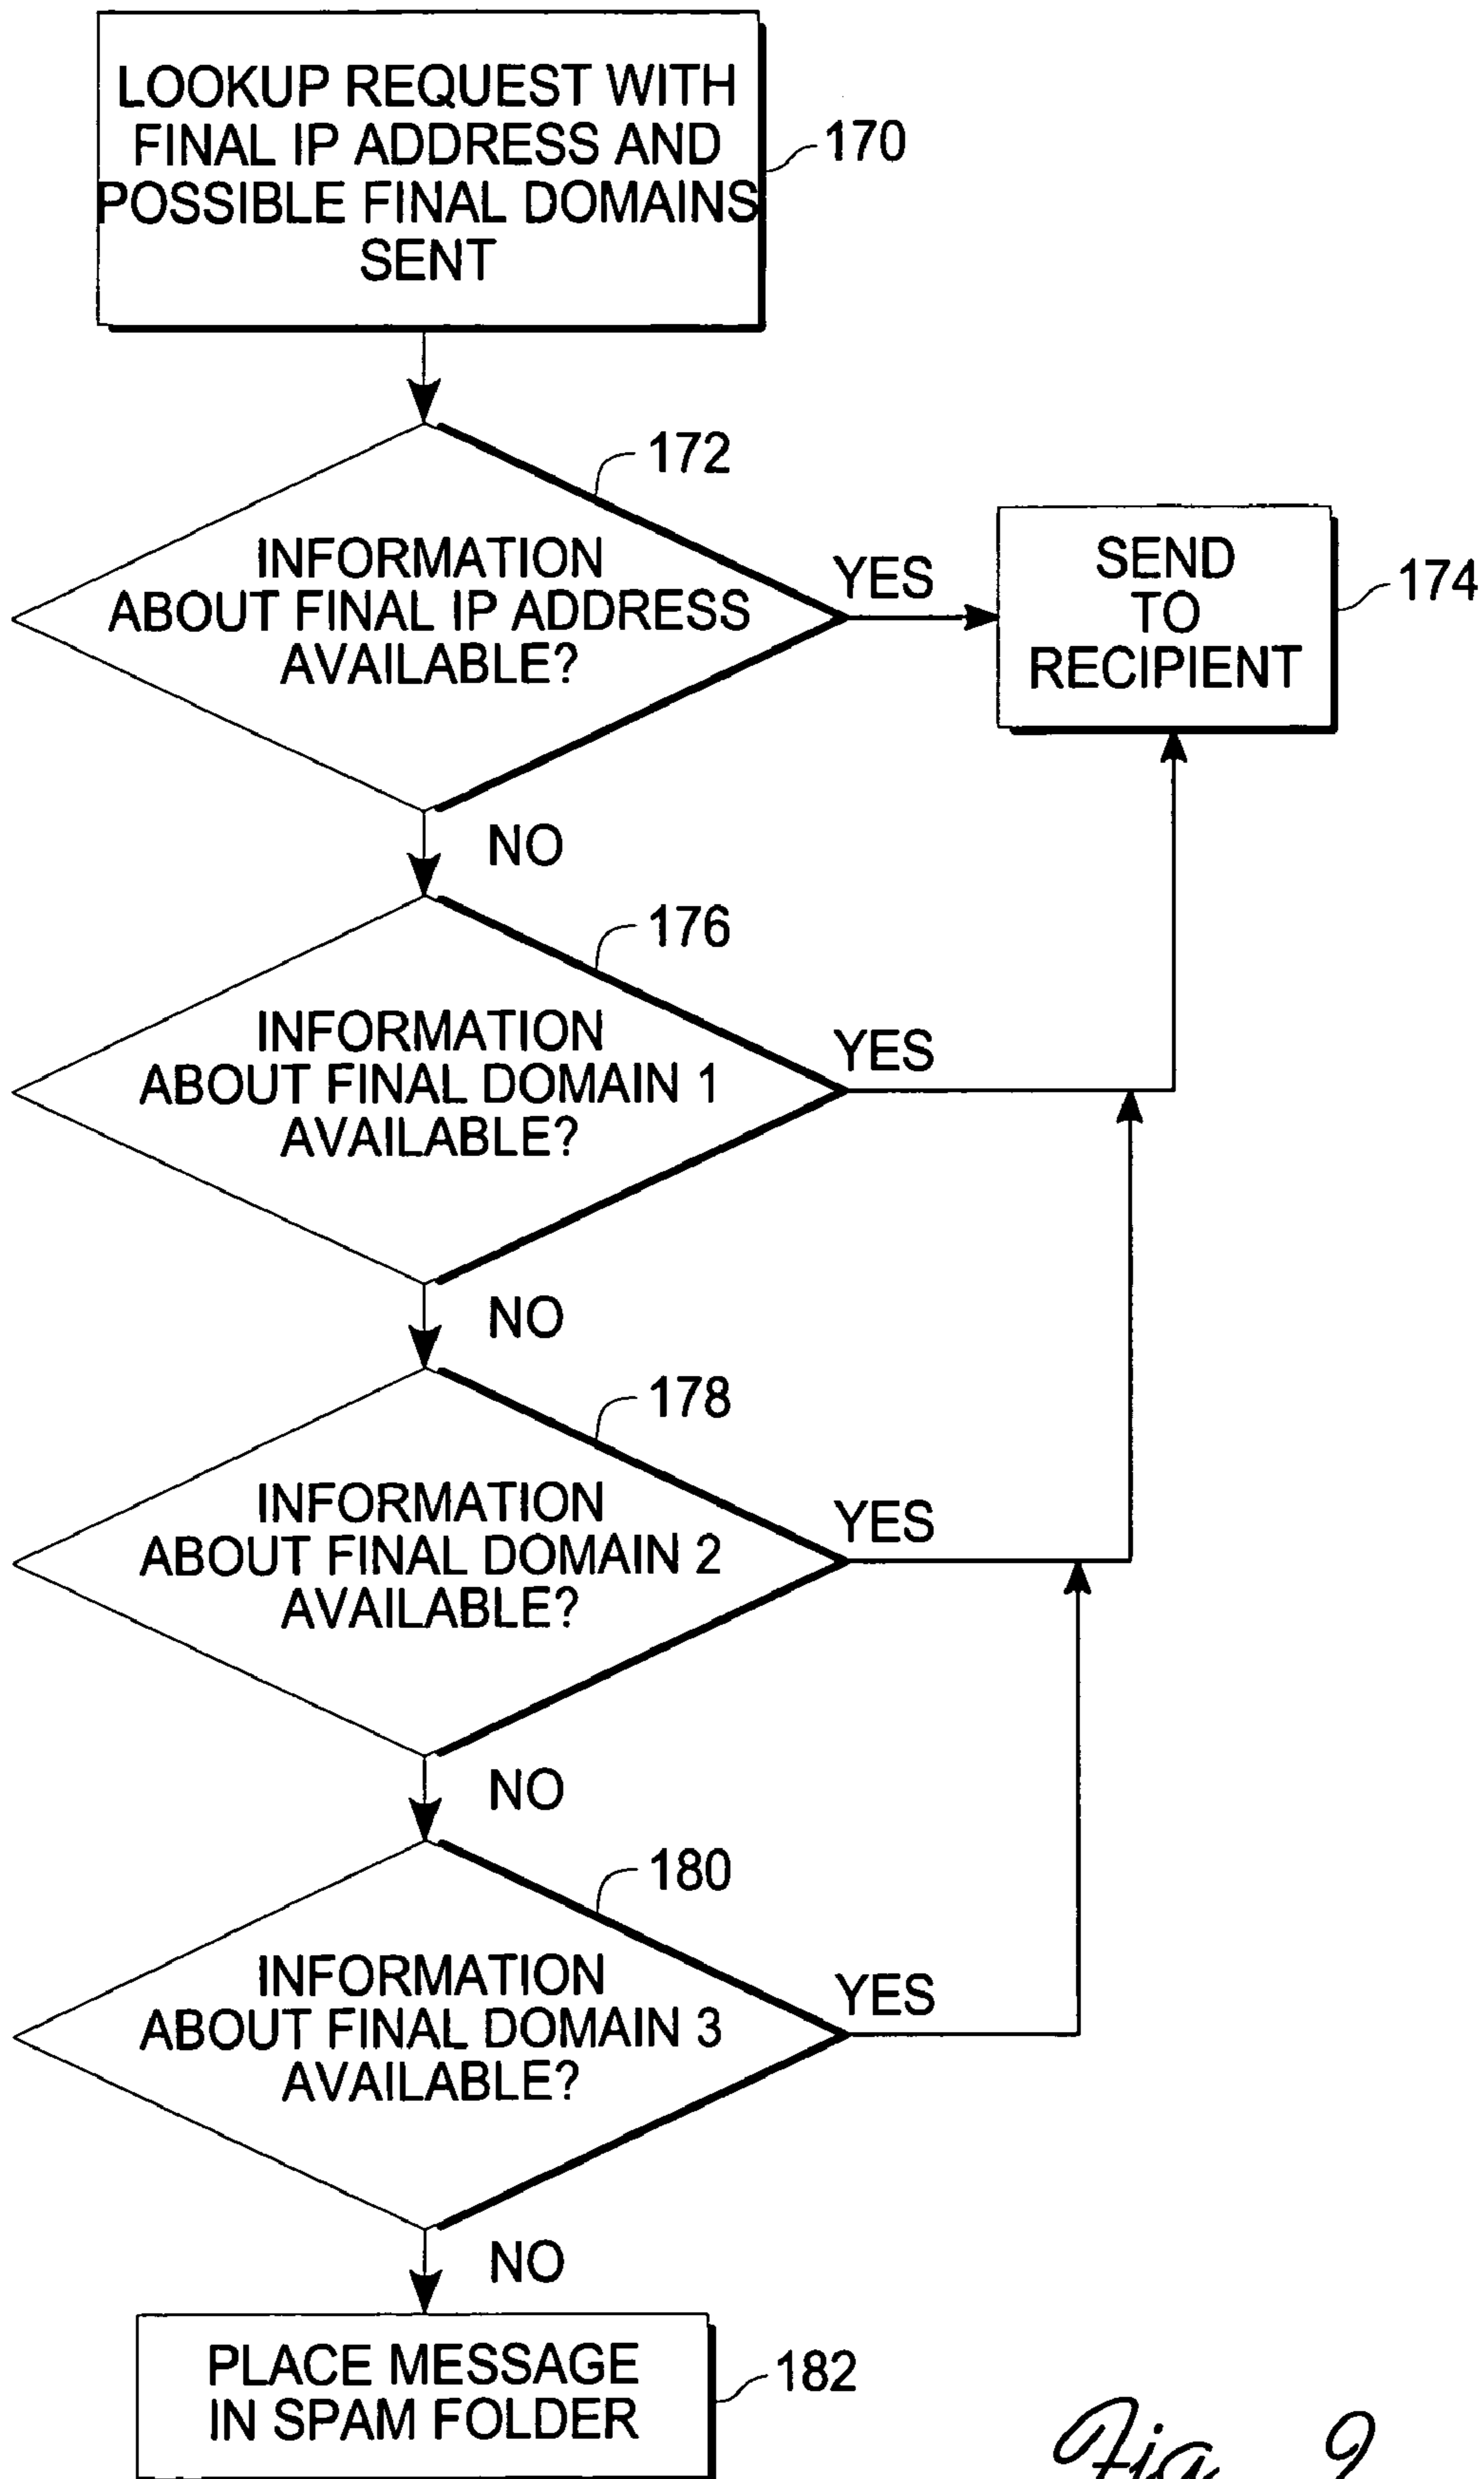 LOOKUP REQUEST WITH
FINAL IP ADDRESS AND
POSSIBLE FINAL DOMAINS
SENT
170
172
INFORMATION
ABOUT FINAL IP ADDRESS
AVAILABLE?
YES
SEND
TO
RECIPIENT
174
NO
176
INFORMATION
ABOUT FINAL DOMAIN 1
AVAILABLE?
YES
NO
178
INFORMATION
ABOUT FINAL DOMAIN 2
AVAILABLE?
YES
NO
180
INFORMATION
ABOUT FINAL DOMAIN 3
AVAILABLE?
YES
NO
PLACE MESSAGE
IN SPAM FOLDER
182
Fig. 9